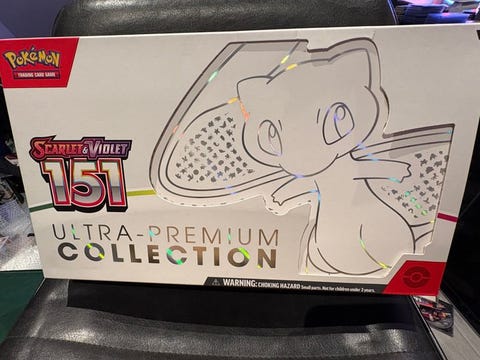 POKÉMON
TRADING CARD GAME
SCARLET & VIOLET
151
ULTRA-PREMIUM
COLLECTION
WARNING: CHOKING HAZARD Small parts. Not for children under 3 years.